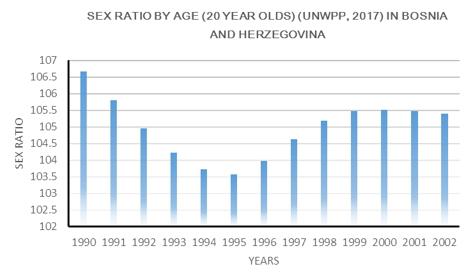 SEX RATIO BY AGE (20 YEAR OLDS) (UNWPP, 2017) IN BOSNIA
AND HERZEGOVINA
107
106.5
106
105.5
105
104.5
104
103.5
103
102.5
102
SEX RATIO
1990 1991 1992 1993 1994 1995 1996 1997 1998 1999 2000 2001 2002
YEARS